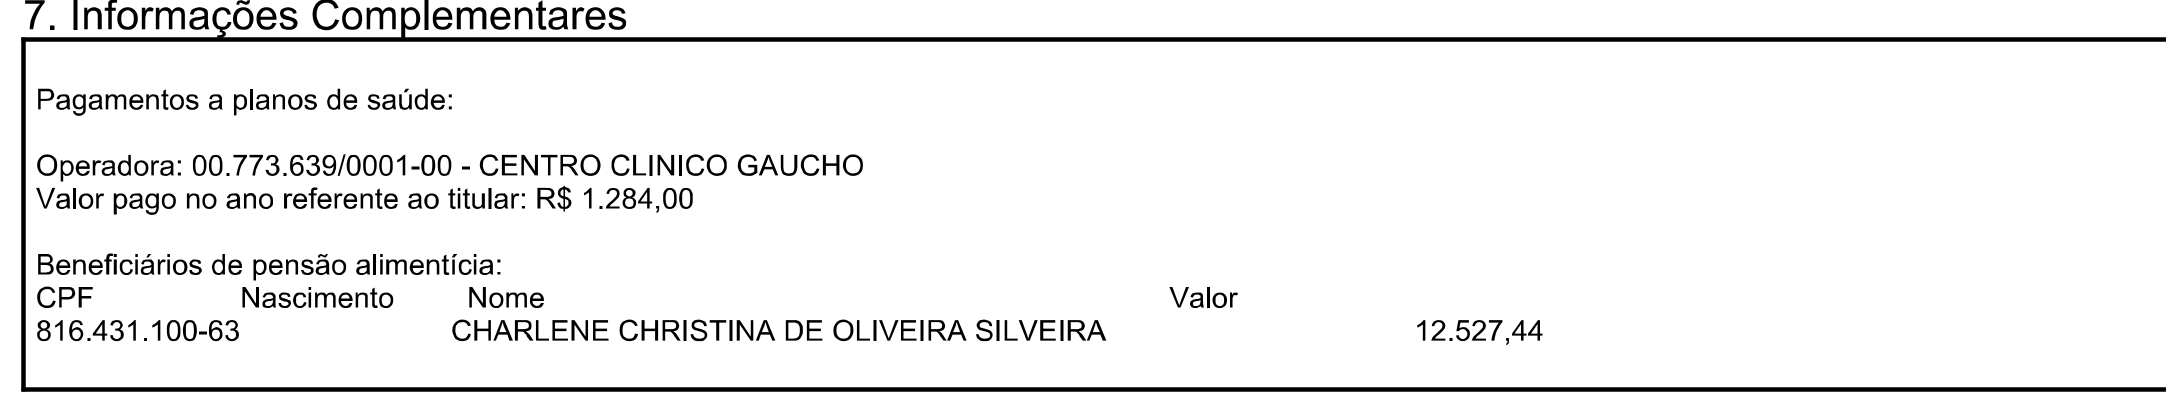 7. Informações Complementares
Pagamentos a planos de saúde:
Operadora: 00.773.639/0001-00 - CENTRO CLINICO GAUCHO
Valor pago no ano referente ao titular: R$ 1.284,00
Beneficiários de pensão alimentícia:
CPF Nascimento Nome Valor
816.431.100-63 CHARLENE CHRISTINA DE OLIVEIRA SILVEIRA 12.527,44